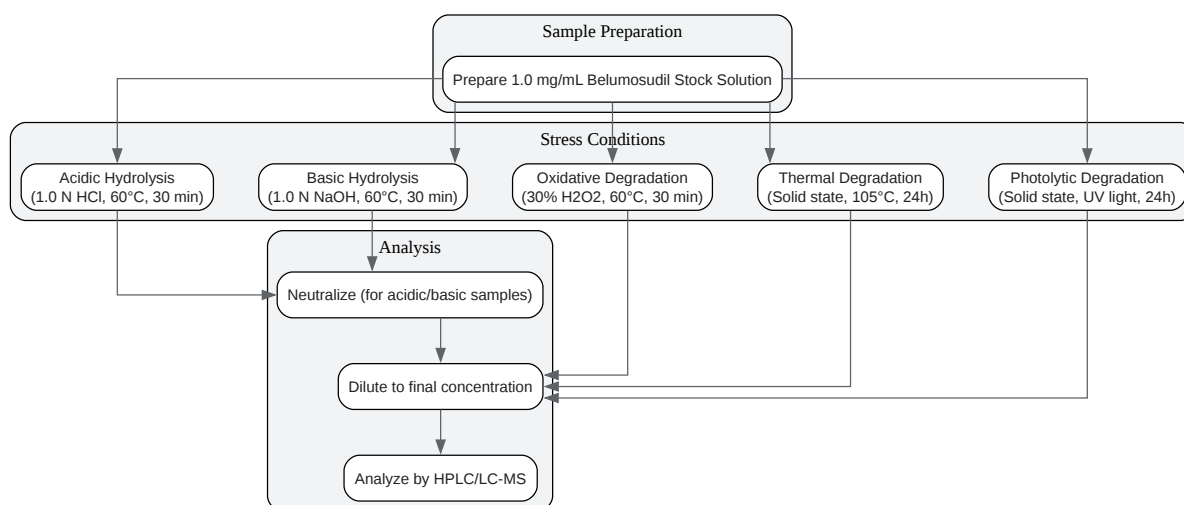 Sample Preparation
Prepare 1.0 mg/mL Belumosudil Stock Solution
Stress Conditions
Acidic Hydrolysis
(1.0 N HCl, 60°C, 30 min)
Basic Hydrolysis
(1.0 N NaOH, 60°C, 30 min)
Oxidative Degradation
(30% H2O2, 60°C, 30 min)
Thermal Degradation
(Solid state, 105°C, 24h)
Photolytic Degradation
(Solid state, UV light, 24h)
Analysis
Neutralize (for acidic/basic samples)
Dilute to final concentration
Analyze by HPLC/LC-MS